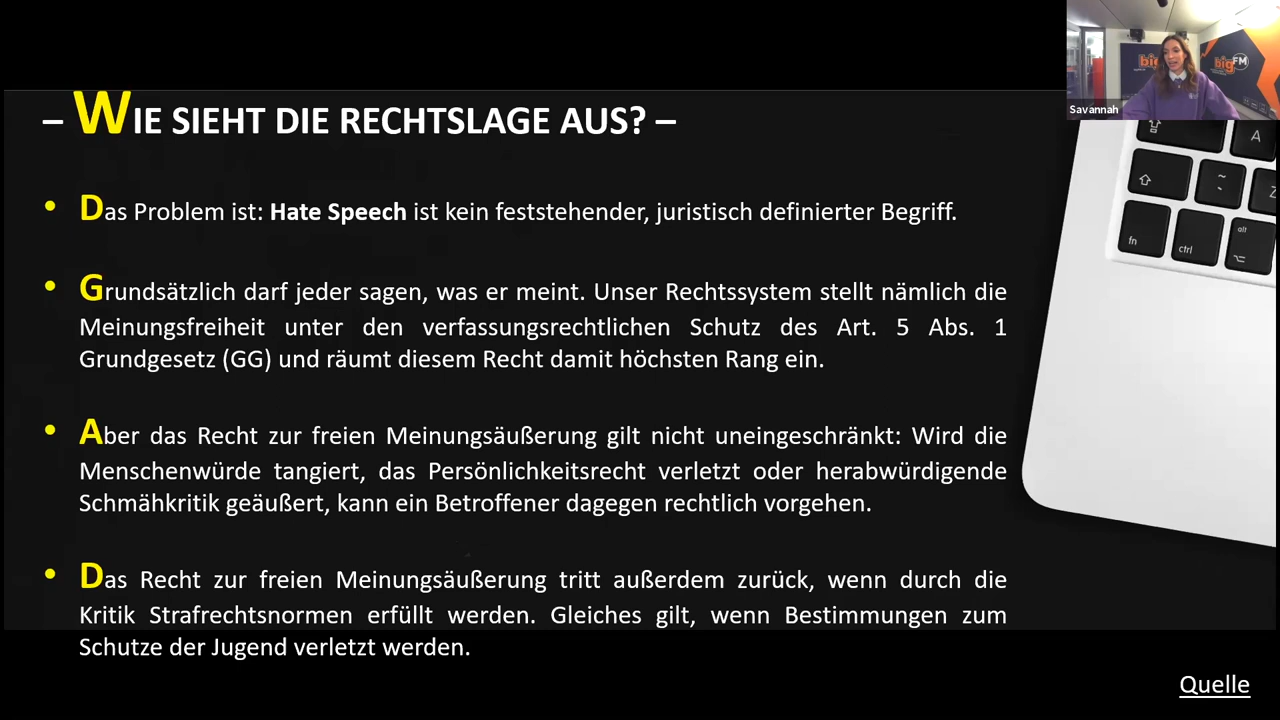 – WIE SIEHT DIE RECHTSLAGE AUS? –
big
bigFM
Savannah
• Das Problem ist: Hate Speech ist kein feststehender, juristisch definierter Begriff.
• Grundsätzlich darf jeder sagen, was er meint. Unser Rechtssystem stellt nämlich die
Meinungsfreiheit unter den verfassungsrechtlichen Schutz des Art. 5 Abs. 1
Grundgesetz (GG) und räumt diesem Recht damit höchsten Rang ein.
• Aber das Recht zur freien Meinungsäußerung gilt nicht uneingeschränkt: Wird die
Menschenwürde tangiert, das Persönlichkeitsrecht verletzt oder herabwürdigende
Schmähkritik geäußert, kann ein Betroffener dagegen rechtlich vorgehen.
• Das Recht zur freien Meinungsäußerung tritt außerdem zurück, wenn durch die
Kritik Strafrechtsnormen erfüllt werden. Gleiches gilt, wenn Bestimmungen zum
Schutze der Jugend verletzt werden.
A
Z
fn
ctrl
alt
Quelle